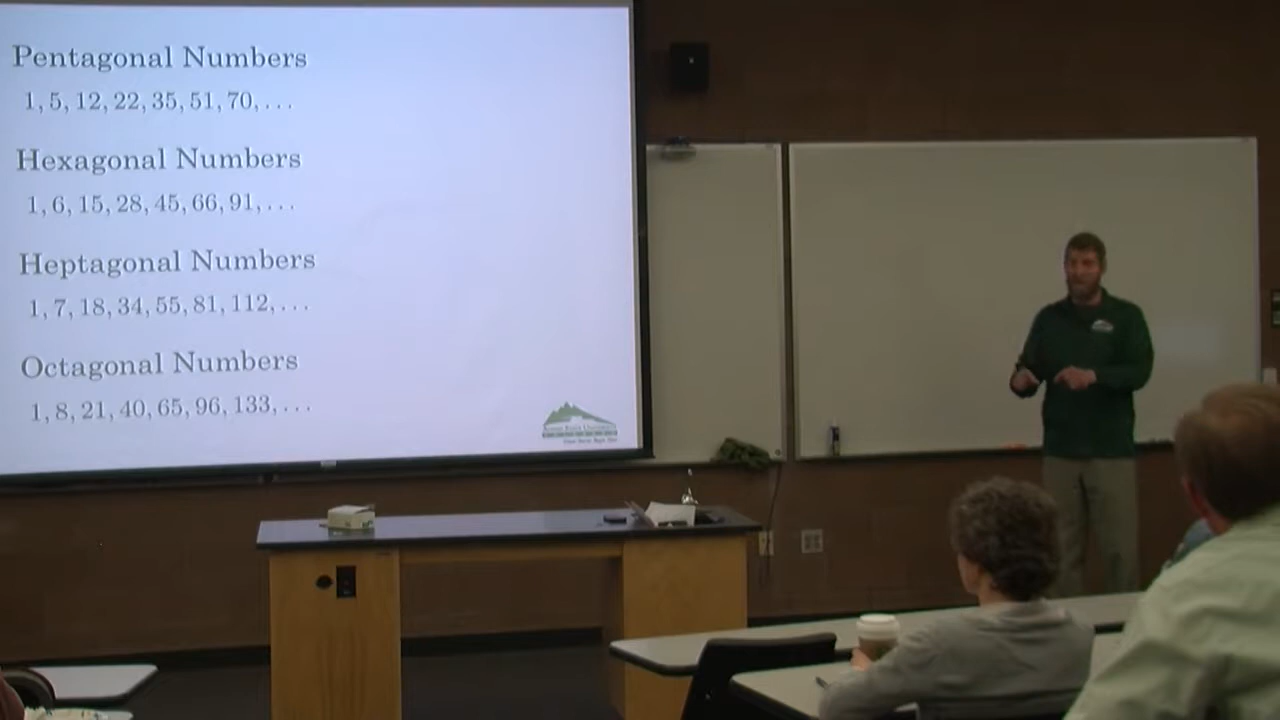 Pentagonal Numbers
1, 5, 12, 22, 35, 51, 70, . . .
Hexagonal Numbers
1, 6, 15, 28, 45, 66, 91, . . .
Heptagonal Numbers
1, 7, 18, 34, 55, 81, 112, . . .
Octagonal Numbers
1, 8, 21, 40, 65, 96, 133, . . .